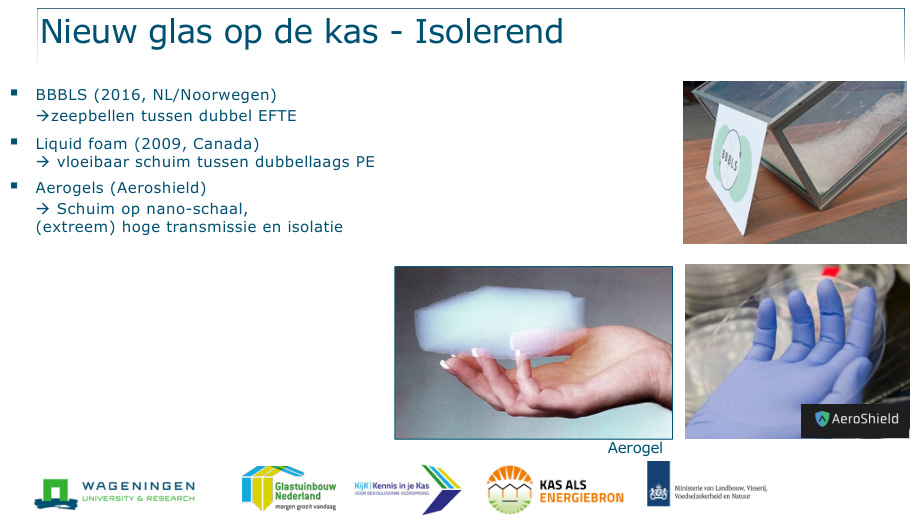 Nieuw glas op de kas - Isolerend
▪ BBBLS (2016, NL/Noorwegen)
→zeepbellen tussen dubbel EFTE
▪ Liquid foam (2009, Canada)
→ vloeibaar schuim tussen dubbellaags PE
▪ Aerogels (Aeroshield)
→ Schuim op nano-schaal,
(extreem) hoge transmissie en isolatie
BBBLS
AeroShield
Aerogel
WAGENINGEN
UNIVERSITY & RESEARCH
Glastuinbouw
Nederland
morgen groeit vandaag
KijK | Kennis in je Kas
VOOR EEN DUURZAME VOORSPRONG
KAS ALS
ENERGIEBRON
Ministerie van Landbouw, Visserij,
Voedselzekerheid en Natuur